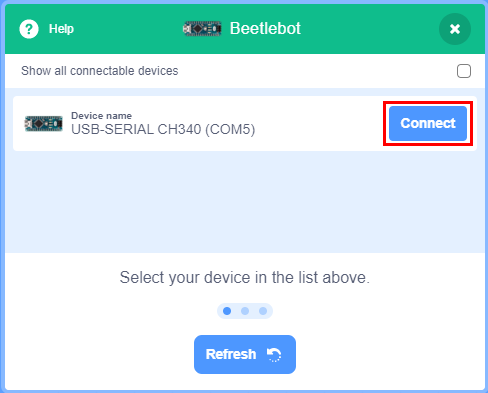 Help
Beetlebot
Show all connectable devices
Device name
USB-SERIAL CH340 (COM5)
Connect
Select your device in the list above.
Refresh